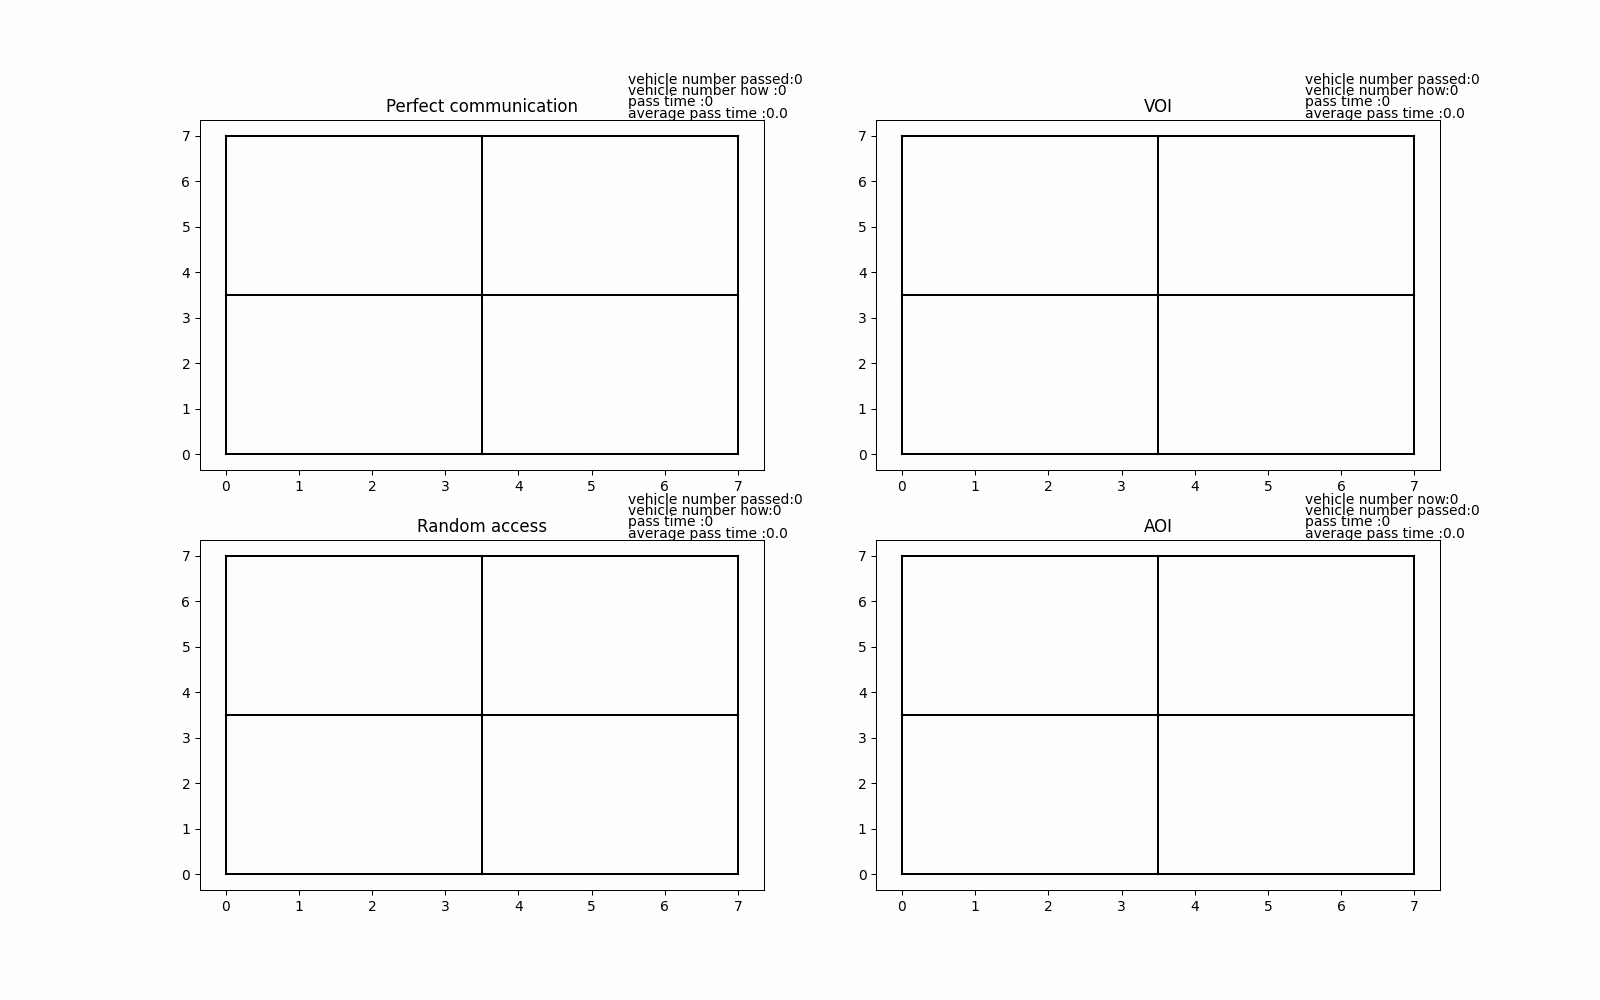 vehicle number passed:0
vehicle number now :0
pass time :0
average pass time :0.0
Perfect communication
7
6
5
4
3
2
1
0
0 1 2 3 4 5 6 7
vehicle number passed:0
vehicle number now:0
pass time :0
average pass time :0.0
VOI
7
6
5
4
3
2
1
0
0 1 2 3 4 5 6 7
vehicle number passed:0
vehicle number now:0
pass time :0
average pass time :0.0
Random access
7
6
5
4
3
2
1
0
0 1 2 3 4 5 6 7
vehicle number now:0
vehicle number passed:0
pass time :0
average pass time :0.0
AOI
7
6
5
4
3
2
1
0
0 1 2 3 4 5 6 7